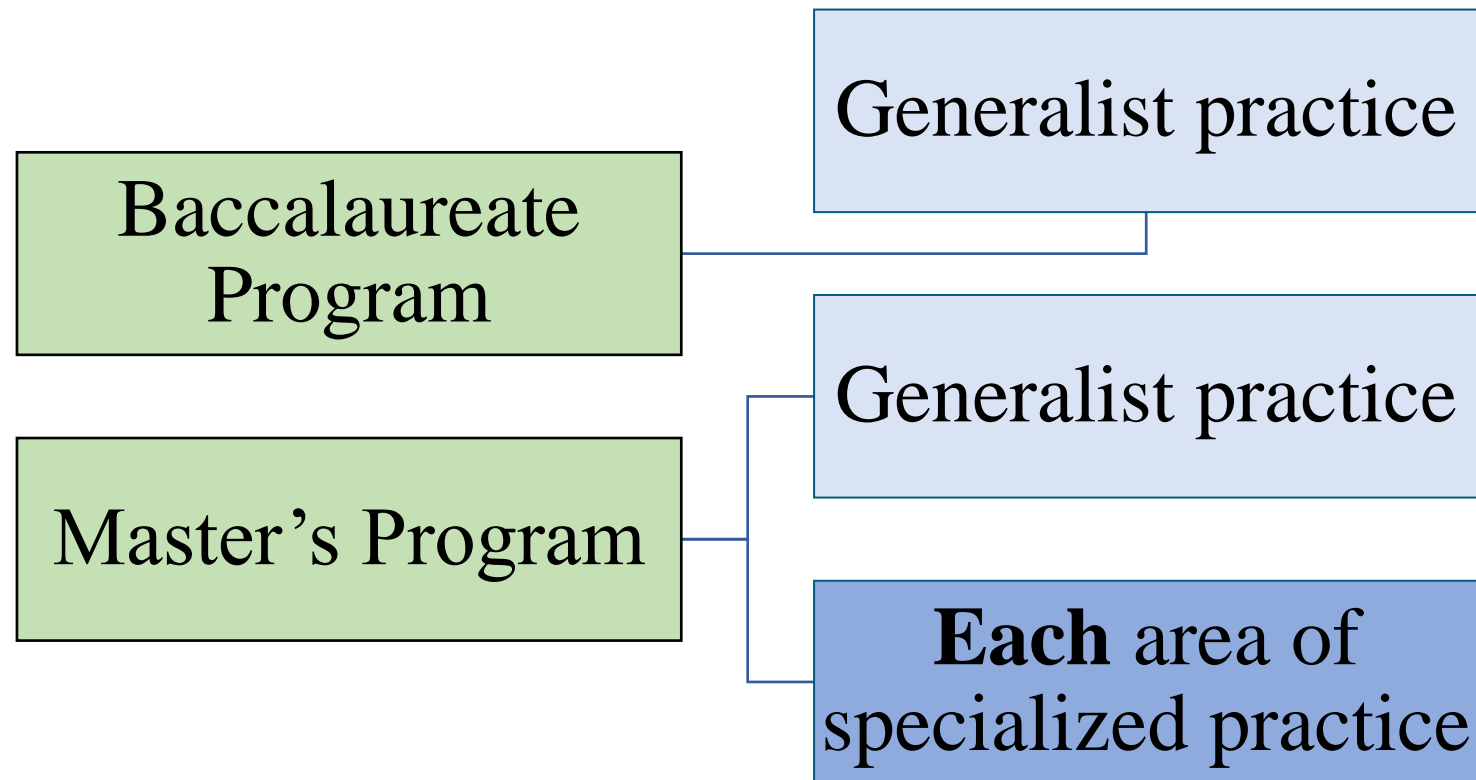 Generalist practice
Baccalaureate
Program
Generalist practice
Master’s Program
Each area of
specialized practice